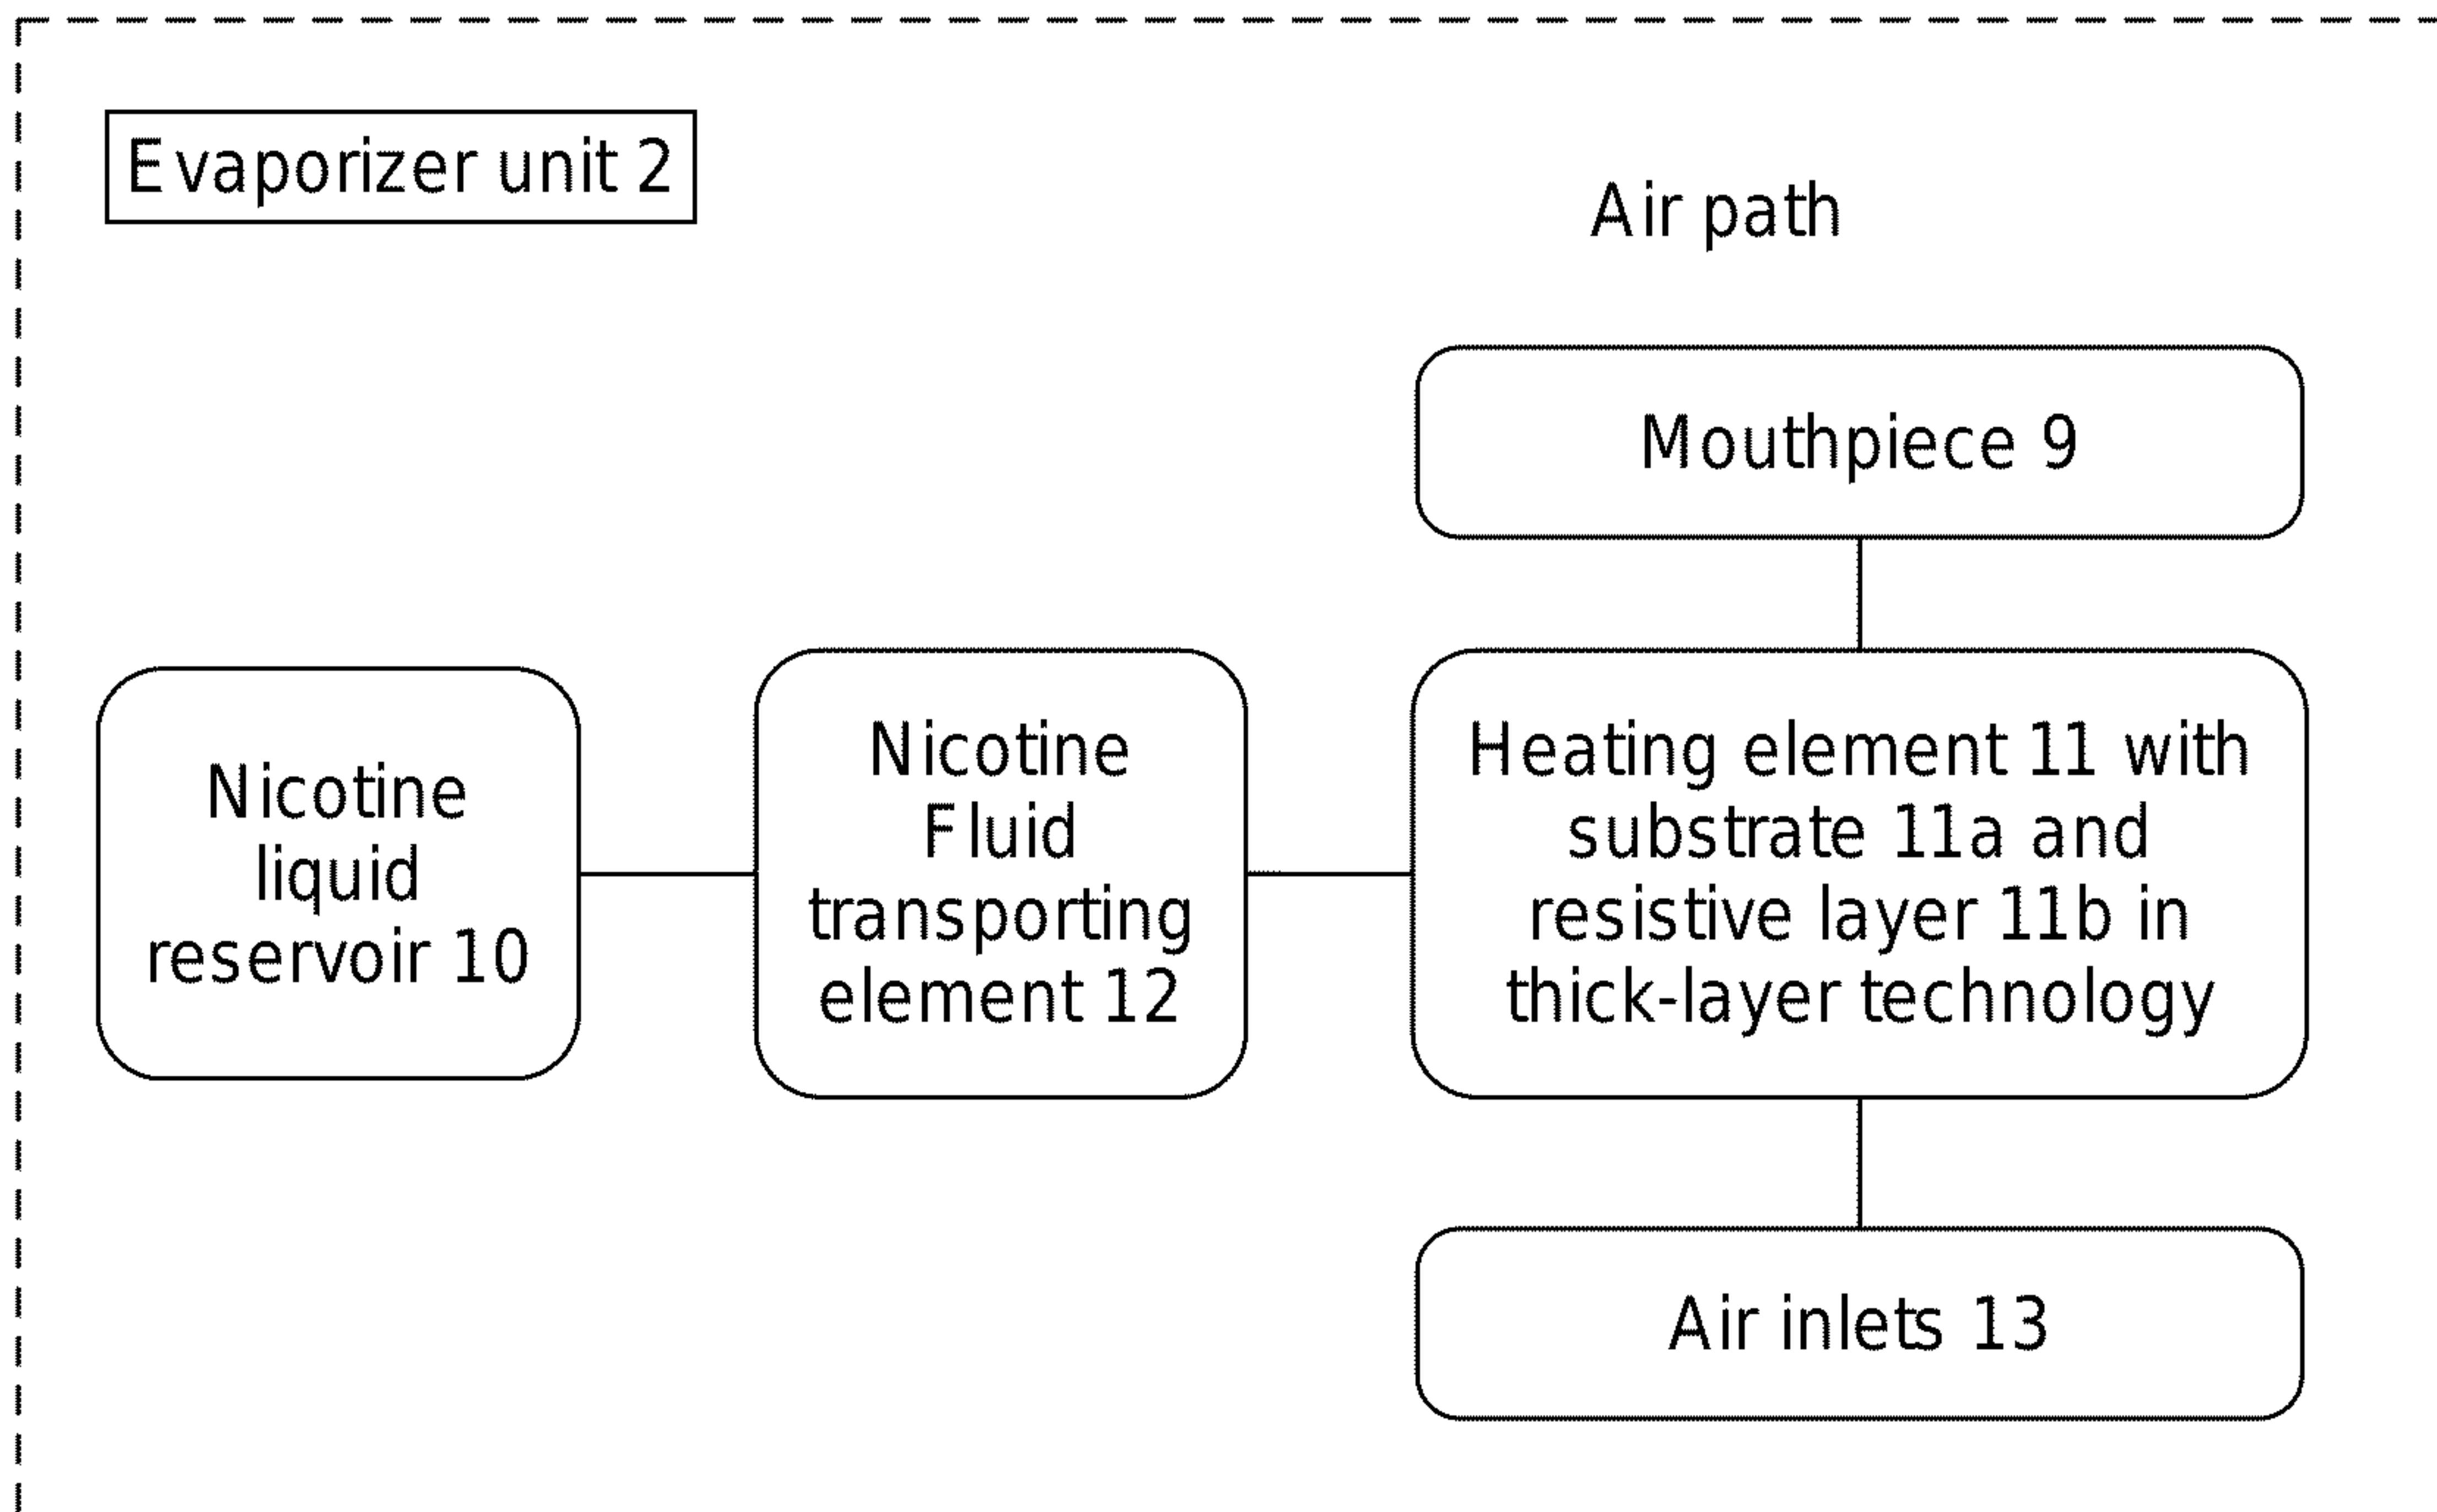 Evaporizer unit 2
Air path
Mouthpiece 9
Nicotine
liquid
reservoir 10
Nicotine
Fluid
transporting
element 12
Heating element 11 with
substrate 11a and
resistive layer 11b in
thick-layer technology
Air inlets 13